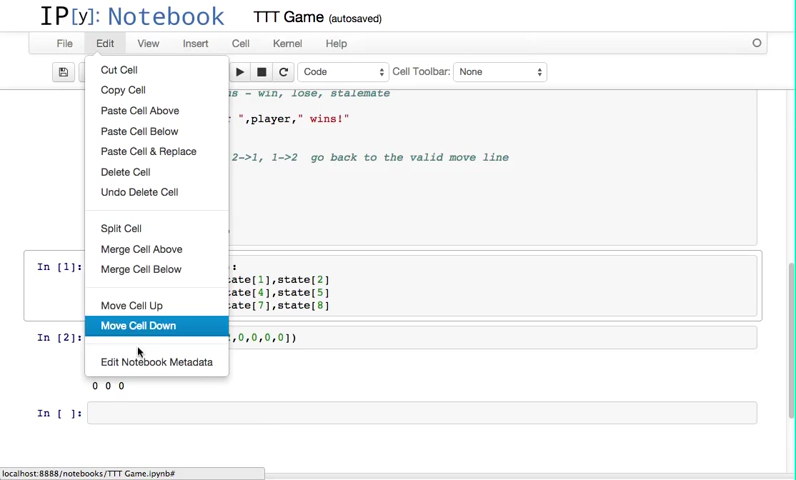 IP[y]: Notebook TTT Game (autosaved)
File Edit View Insert Cell Kernel Help
Code Cell Toolbar: None
Cut Cell
Copy Cell
Paste Cell Above
Paste Cell Below
Paste Cell & Replace
Delete Cell
Undo Delete Cell
Split Cell
Merge Cell Above
Merge Cell Below
Move Cell Up
Move Cell Down
Edit Notebook Metadata
- win, lose, stalemate
",player," wins!"
2->1, 1->2 go back to the valid move line
In [1]: :
tate[1],state[2]
tate[4],state[5]
tate[7],state[8]
In [2]: ,0,0,0,0])
0 0 0
In [ ]:
localhost:8888/notebooks/TTT Game.ipynb#